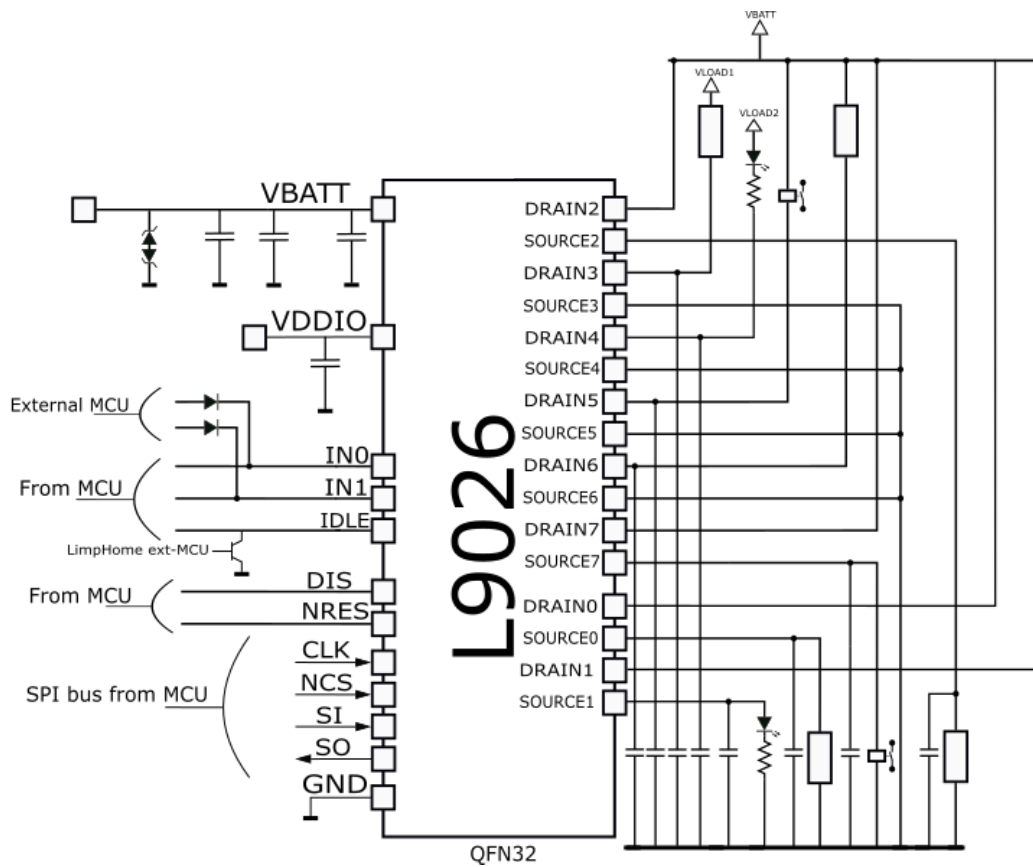 VBATT
VLOAD1
VLOAD2
VBATT
DRAIN2
SOURCE2
DRAIN3
SOURCE3
VDDIO
DRAIN4
SOURCE4
External MCU
DRAIN5
SOURCE5
IN0
DRAIN6
From MCU
IN1
SOURCE6
IDLE
DRAIN7
LimpHome ext-MCU
SOURCE7
L9026
DIS
From MCU
DRAIN0
NRES
SOURCE0
CLK
DRAIN1
SPI bus from MCU
NCS
SOURCE1
SI
SO
GND
QFN32